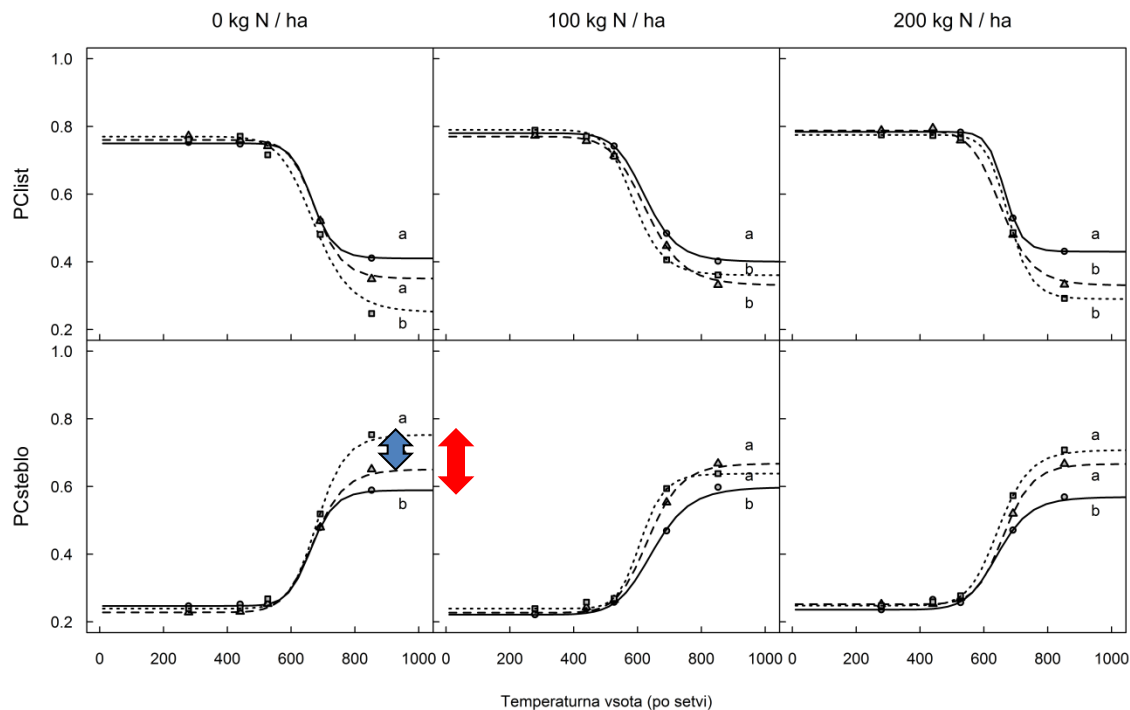 0 kg N / ha
100 kg N / ha
200 kg N / ha
PClist
1.0
0.8
0.6
0.4
0.2
a
a
b
a
b
b
a
b
b
PCsteblo
1.0
0.8
0.6
0.4
0.2
a
b
a
a
b
a
a
b
0 200 400 600 800 1000
0 200 400 600 800 1000
0 200 400 600 800 1000
Temperaturna vsota (po setvi)